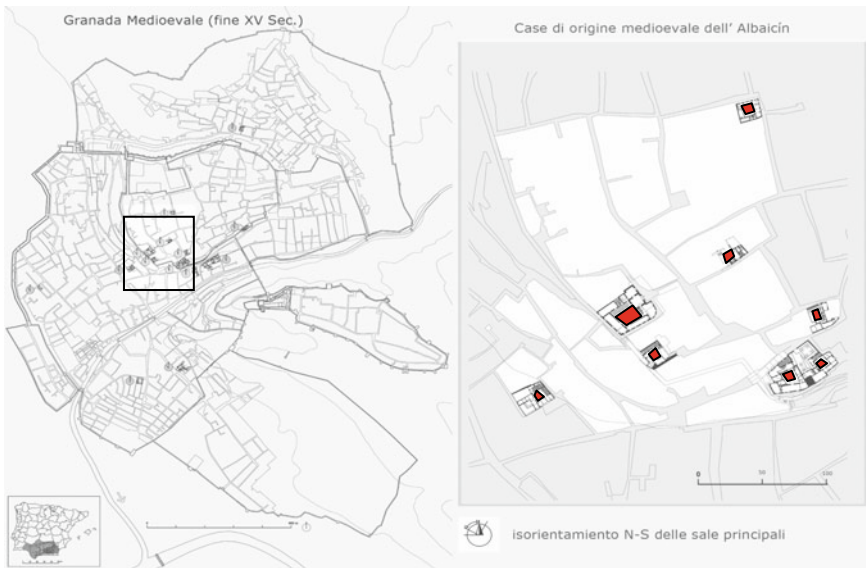 Granada Medioevale (fine XV Sec.)
Case di origine medioevale dell' Albaicín
0 50 100
isorientamento N-S delle sale principali